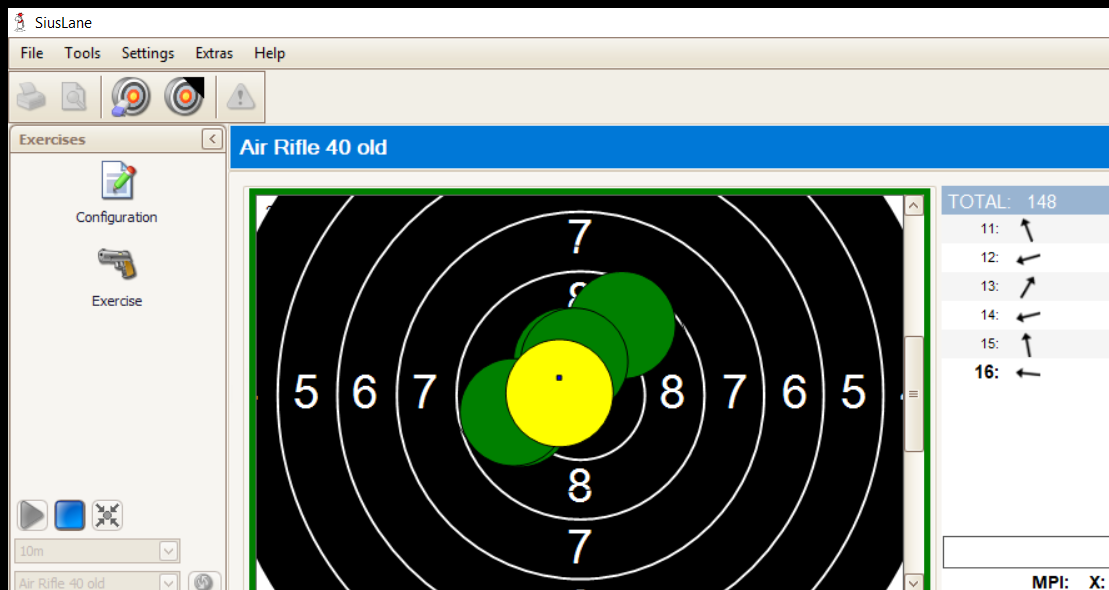 SiusLane
File Tools Settings Extras Help
Exercises
Configuration
Exercise
10m
Air Rifle 40 old
Air Rifle 40 old
7
8
5 6 7 8 7 6 5
8
7
TOTAL: 148
11:
12:
13:
14:
15:
16:
MPI: X: